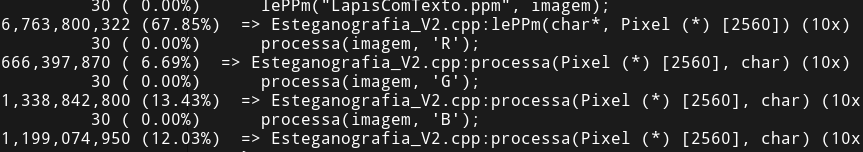 30 ( 0.00%) lePPm("LapisComTexto.ppm", imagem);
6,763,800,322 (67.85%) => Esteganografia_V2.cpp:lePPm(char*, Pixel (*) [2560]) (10x)
30 ( 0.00%) processa(imagem, 'R');
666,397,870 ( 6.69%) => Esteganografia_V2.cpp:processa(Pixel (*) [2560], char) (10x)
30 ( 0.00%) processa(imagem, 'G');
1,338,842,800 (13.43%) => Esteganografia_V2.cpp:processa(Pixel (*) [2560], char) (10x
30 ( 0.00%) processa(imagem, 'B');
1,199,074,950 (12.03%) => Esteganografia_V2.cpp:processa(Pixel (*) [2560], char) (10x